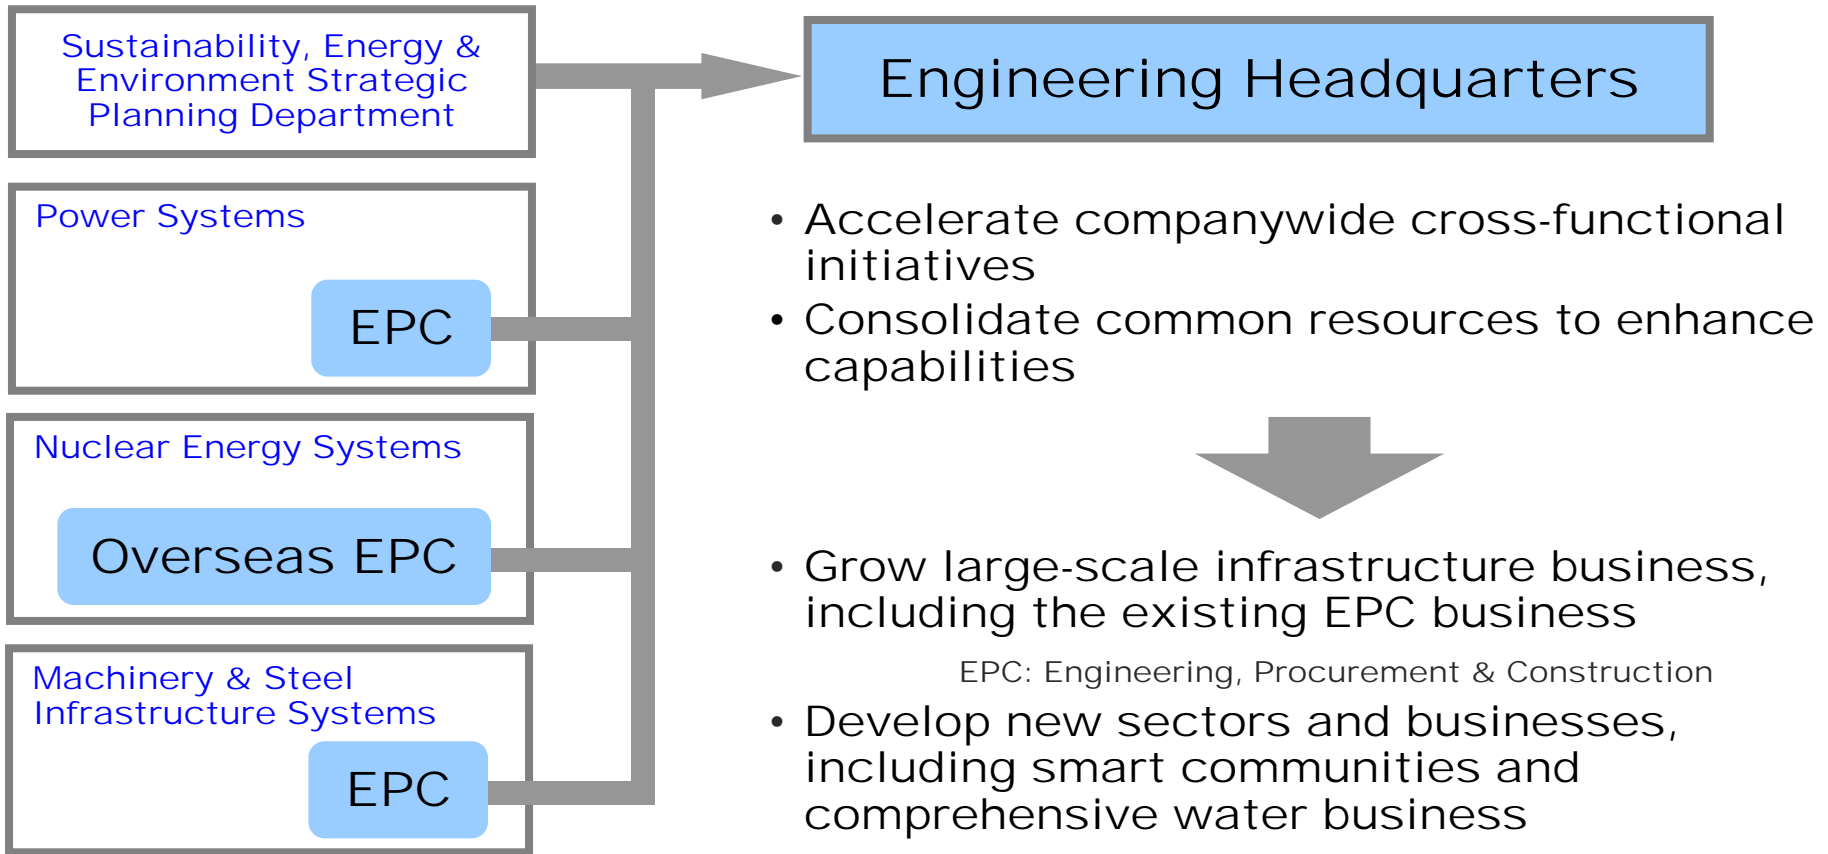 Sustainability, Energy &
Environment Strategic
Planning Department
Power Systems
EPC
Nuclear Energy Systems
Overseas EPC
Machinery & Steel
Infrastructure Systems
EPC
Engineering Headquarters
• Accelerate companywide cross-functional
initiatives
• Consolidate common resources to enhance
capabilities
• Grow large-scale infrastructure business,
including the existing EPC business
EPC: Engineering, Procurement & Construction
• Develop new sectors and businesses,
including smart communities and
comprehensive water business